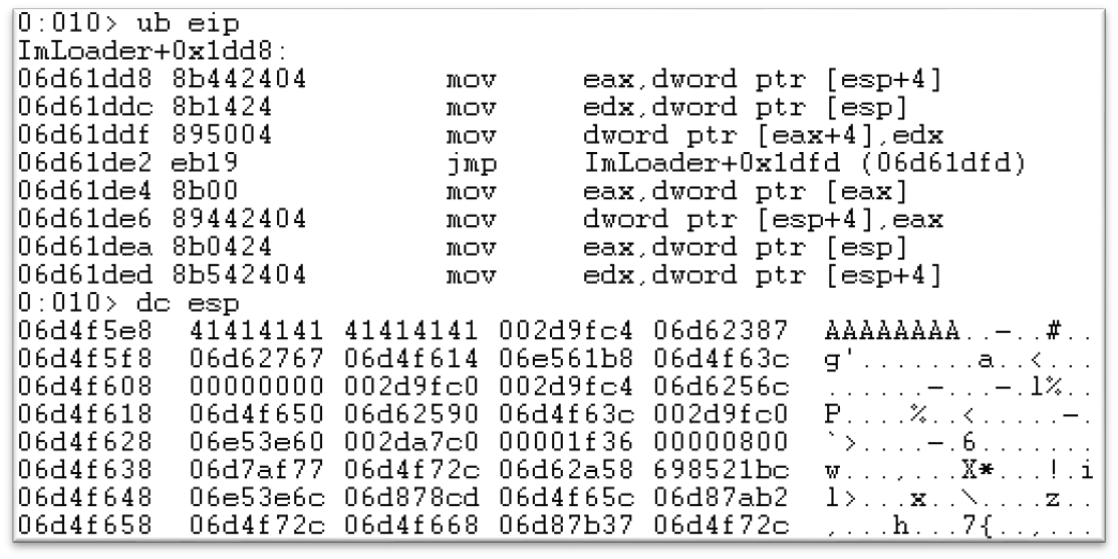 0:010> ub eip
ImLoader+0x1dd8:
06d61dd8 8b442404        mov     eax,dword ptr [esp+4]
06d61ddc 8b1424          mov     edx,dword ptr [esp]
06d61ddf 895004          mov     dword ptr [eax+4],edx
06d61de2 eb19            jmp     ImLoader+0x1dfd (06d61dfd)
06d61de4 8b00            mov     eax,dword ptr [eax]
06d61de6 89442404        mov     dword ptr [esp+4],eax
06d61dea 8b0424          mov     eax,dword ptr [esp]
06d61ded 8b542404        mov     edx,dword ptr [esp+4]
0:010> dc esp
06d4f5e8  41414141 41414141 002d9fc4 06d62387  AAAAAAAA..-..#..
06d4f5f8  06d62767 06d4f614 06e561b8 06d4f63c  g'.......a..<...
06d4f608  00000000 002d9fc0 002d9fc4 06d6256c  ......-...-.l%..
06d4f618  06d4f650 06d62590 06d4f63c 002d9fc0  P....%..<.....-.
06d4f628  06e53e60 002da7c0 00001f36 00000800  `>....-.6.......
06d4f638  06d7af77 06d4f72c 06d62a58 698521bc  w...,...X*...!.i
06d4f648  06e53e6c 06d878cd 06d4f65c 06d87ab2  l>...x..\....z..
06d4f658  06d4f72c 06d4f668 06d87b37 06d4f72c  ,...h...7{..,...